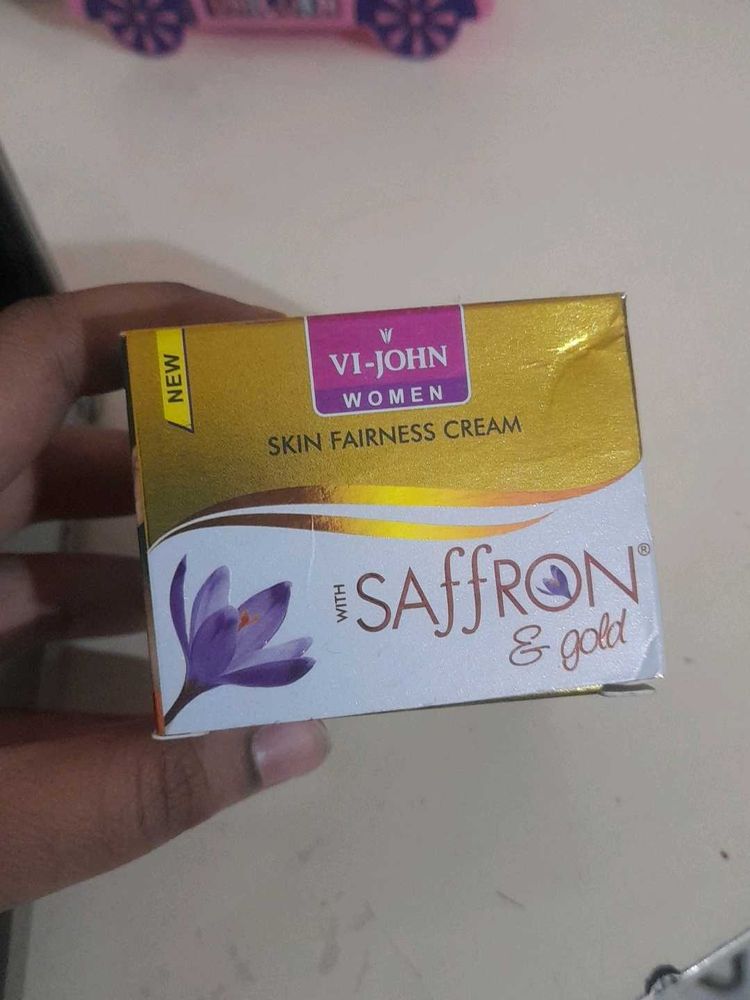 NEW
VI-JOHN
WOMEN
SKIN FAIRNESS CREAM
WITH
SAffRON®
& gold